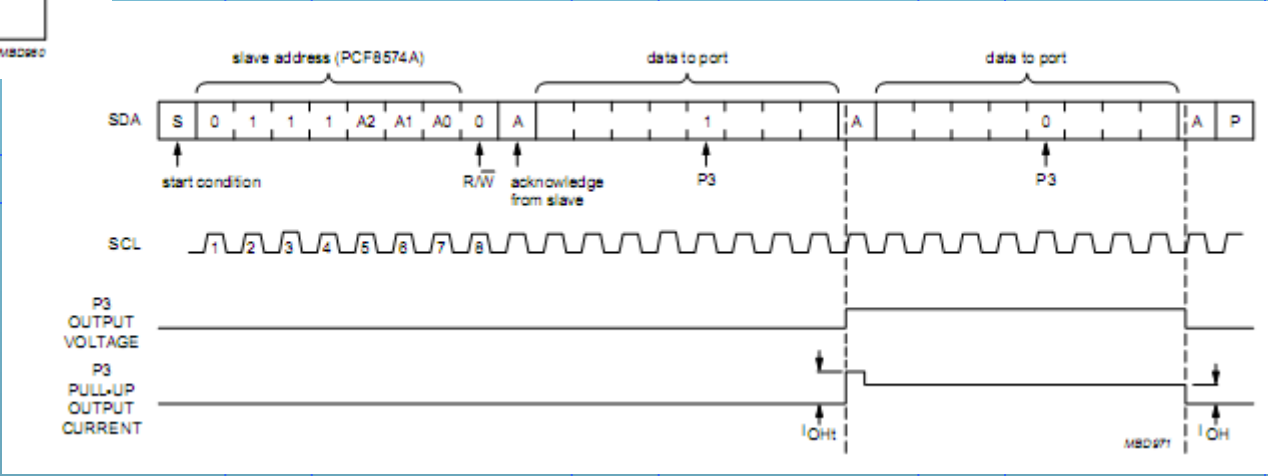 MBD980
slave address (PCF8574A)
data to port
data to port
SDA
S 0 1 1 1 A2 A1 A0 0 A 1 A 0 A P
start condition
R/W
acknowledge
from slave
P3
P3
SCL
1 2 3 4 5 6 7 8
P3
OUTPUT
VOLTAGE
P3
PULL-UP
OUTPUT
CURRENT
IOHt
MBD971
IOH